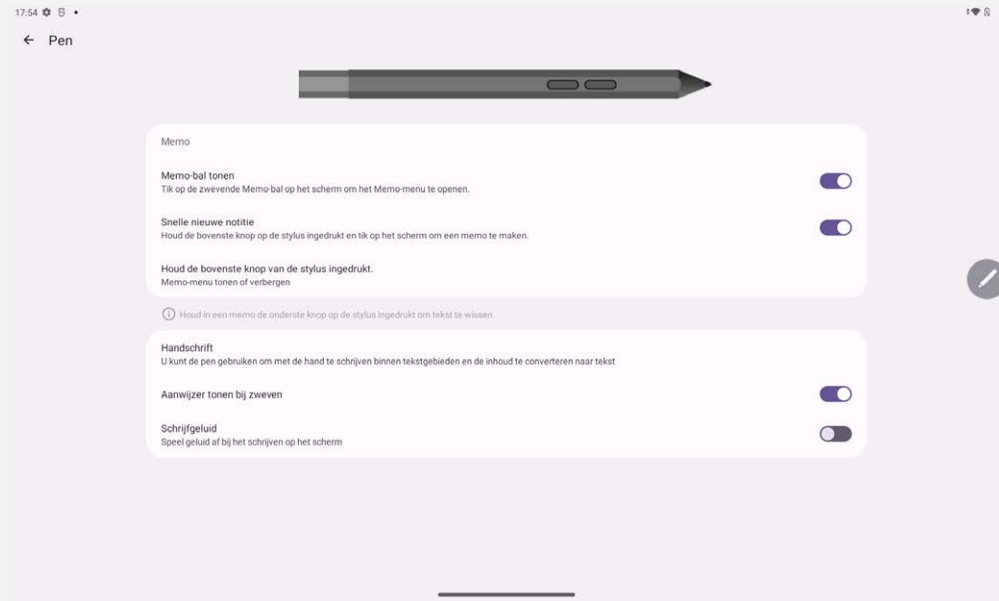 17:54
Pen
Memo
Memo-bal tonen
Tik op de zwevende Memo-bal op het scherm om het Memo-menu te openen.
Snelle nieuwe notitie
Houd de bovenste knop op de stylus ingedrukt en tik op het scherm om een memo te maken.
Houd de bovenste knop van de stylus ingedrukt.
Memo-menu tonen of verbergen
Houd in een memo de onderste knop op de stylus ingedrukt om tekst te wissen.
Handschrift
U kunt de pen gebruiken om met de hand te schrijven binnen tekstgebieden en de inhoud te converteren naar tekst
Aanwijzer tonen bij zweven
Schrijfgeluid
Speel geluid af bij het schrijven op het scherm